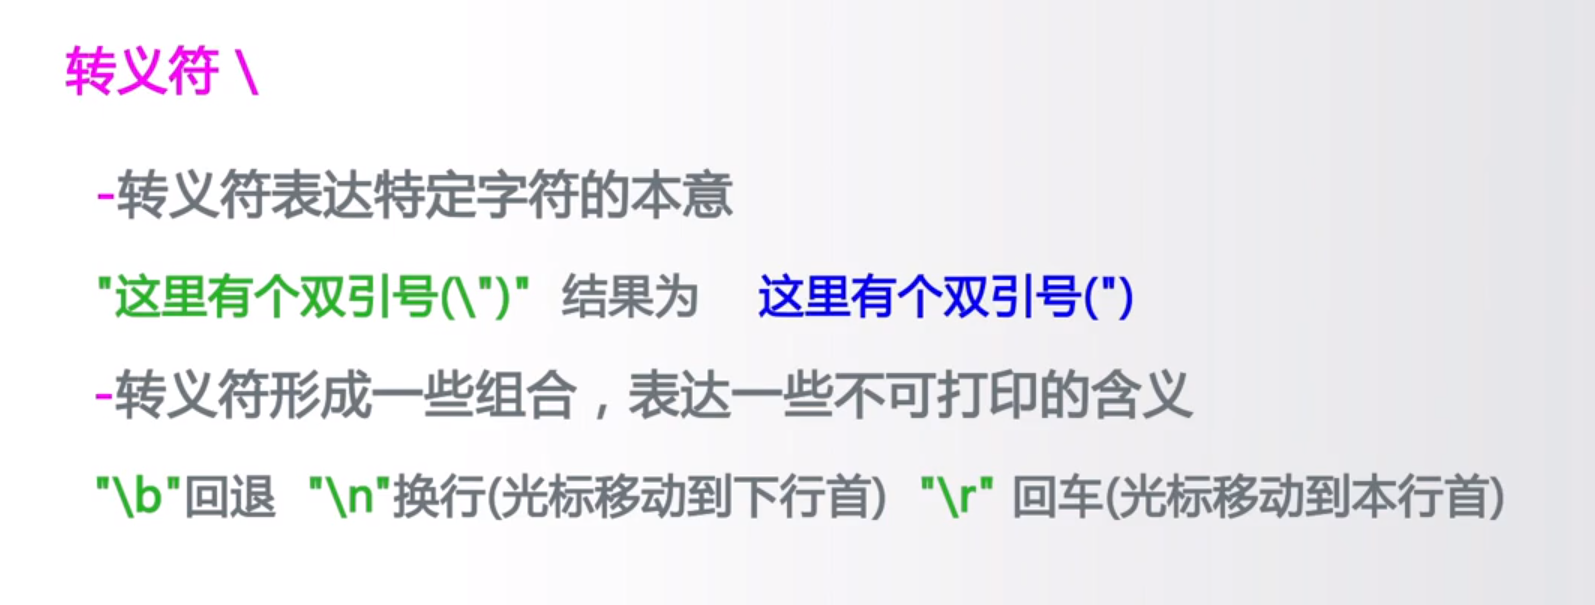 转义符 \
-转义符表达特定字符的本意
"这里有个双引号(\")" 结果为 这里有个双引号(")
-转义符形成一些组合，表达一些不可打印的含义
"\b"回退 "\n"换行(光标移动到下行首) "\r" 回车(光标移动到本行首)